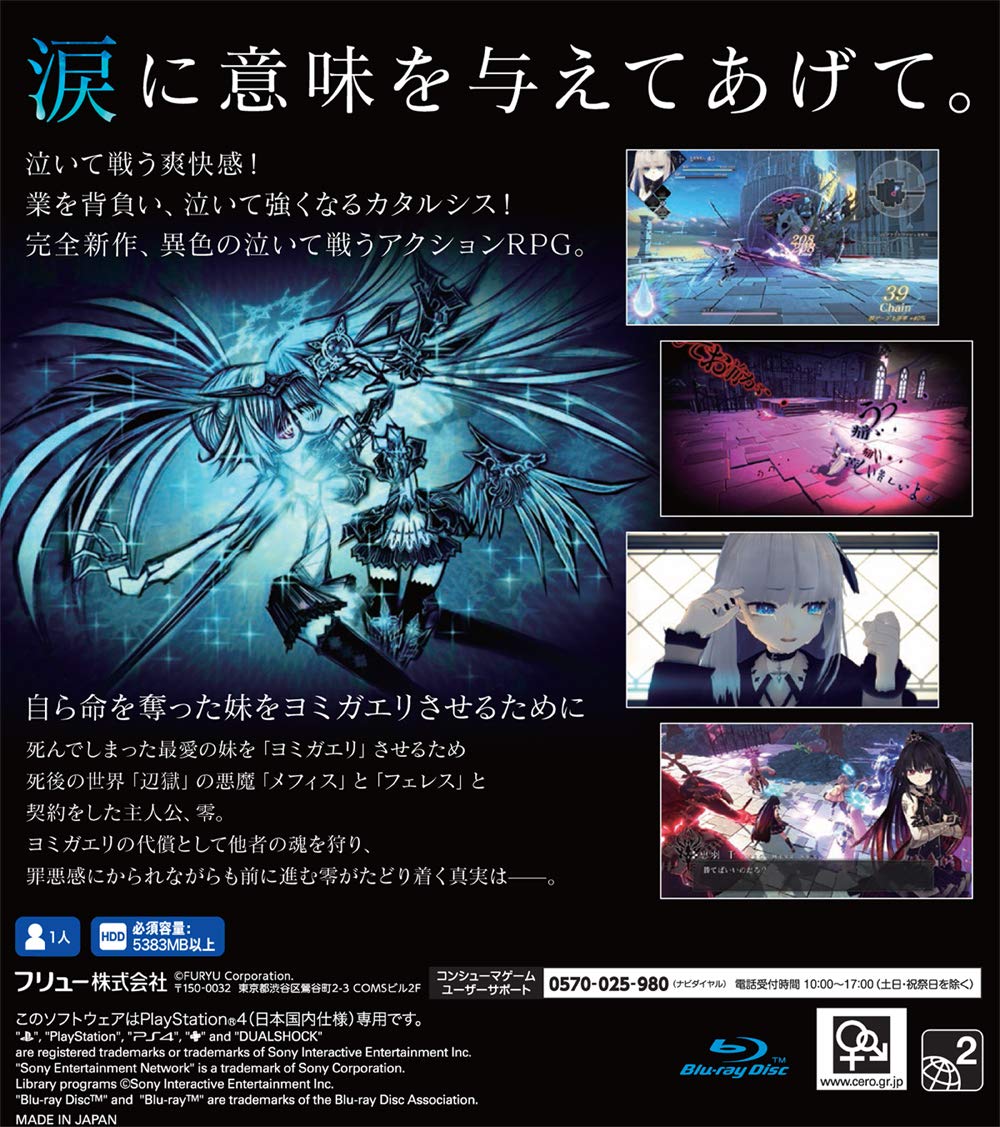 涙に意味を与えてあげて。
泣いて戦う爽快感！
業を背負い、泣いて強くなるカタルシス！
完全新作、異色の泣いて戦うアクションRPG。
208
39
Chain
痛い
自ら命を奪った妹をヨミガエリさせるために
死んでしまった最愛の妹を「ヨミガエリ」させるため
死後の世界「辺獄」の悪魔「メフィス」と「フェレス」と
契約をした主人公、零。
ヨミガエリの代償として他者の魂を狩り、
罪悪感にかられながらも前に進む零がたどり着く真実は――。
勝てばいいのだろ？
1人
HDD 必須容量：
5383MB以上
フリュー株式会社
©FURYU Corporation.
〒150-0032 東京都渋谷区鶯谷町2-3 COMSビル2F
コンシューマゲーム
ユーザーサポート
0570-025-980 (ナビダイヤル) 電話受付時間 10:00～17:00 (土日・祝祭日を除く)
このソフトウェアはPlayStation®4(日本国内仕様)専用です。
"PlayStation", "PS4", and "DUALSHOCK"
are registered trademarks or trademarks of Sony Interactive Entertainment Inc.
"Sony Entertainment Network" is a trademark of Sony Corporation.
Library programs ©Sony Interactive Entertainment Inc.
"Blu-ray Disc™" and "Blu-ray™" are trademarks of the Blu-ray Disc Association.
MADE IN JAPAN
Blu-ray Disc™
www.cero.gr.jp
2